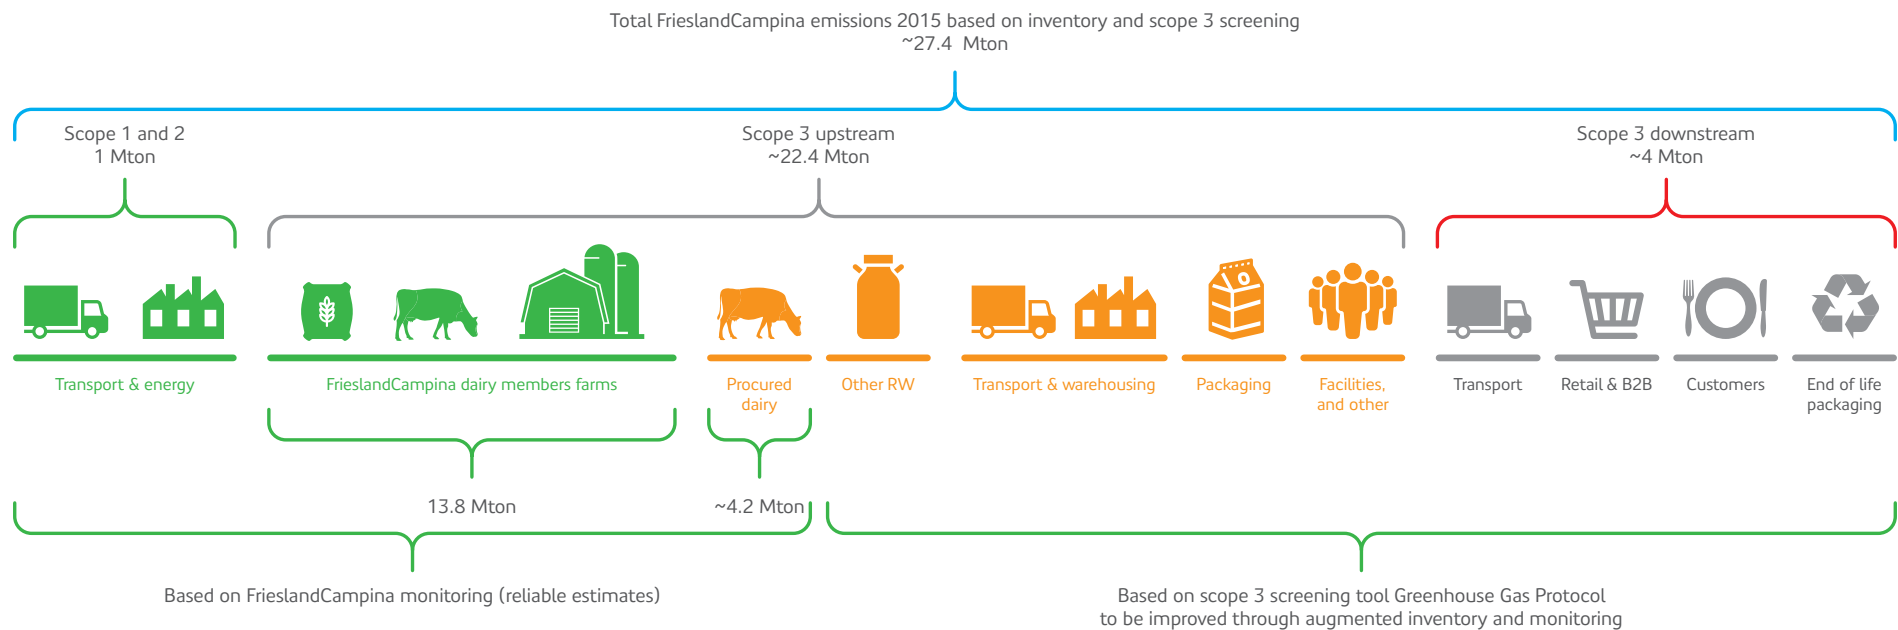 Total FrieslandCampina emissions 2015 based on inventory and scope 3 screening
~27.4 Mton
Scope 1 and 2
1 Mton
Scope 3 upstream
~22.4 Mton
Scope 3 downstream
~4 Mton
Transport & energy
FrieslandCampina dairy members farms
Procured
dairy
Other RW
Transport & warehousing
Packaging
Facilities,
and other
Transport
Retail & B2B
Customers
End of life
packaging
13.8 Mton
~4.2 Mton
Based on FrieslandCampina monitoring (reliable estimates)
Based on scope 3 screening tool Greenhouse Gas Protocol
to be improved through augmented inventory and monitoring